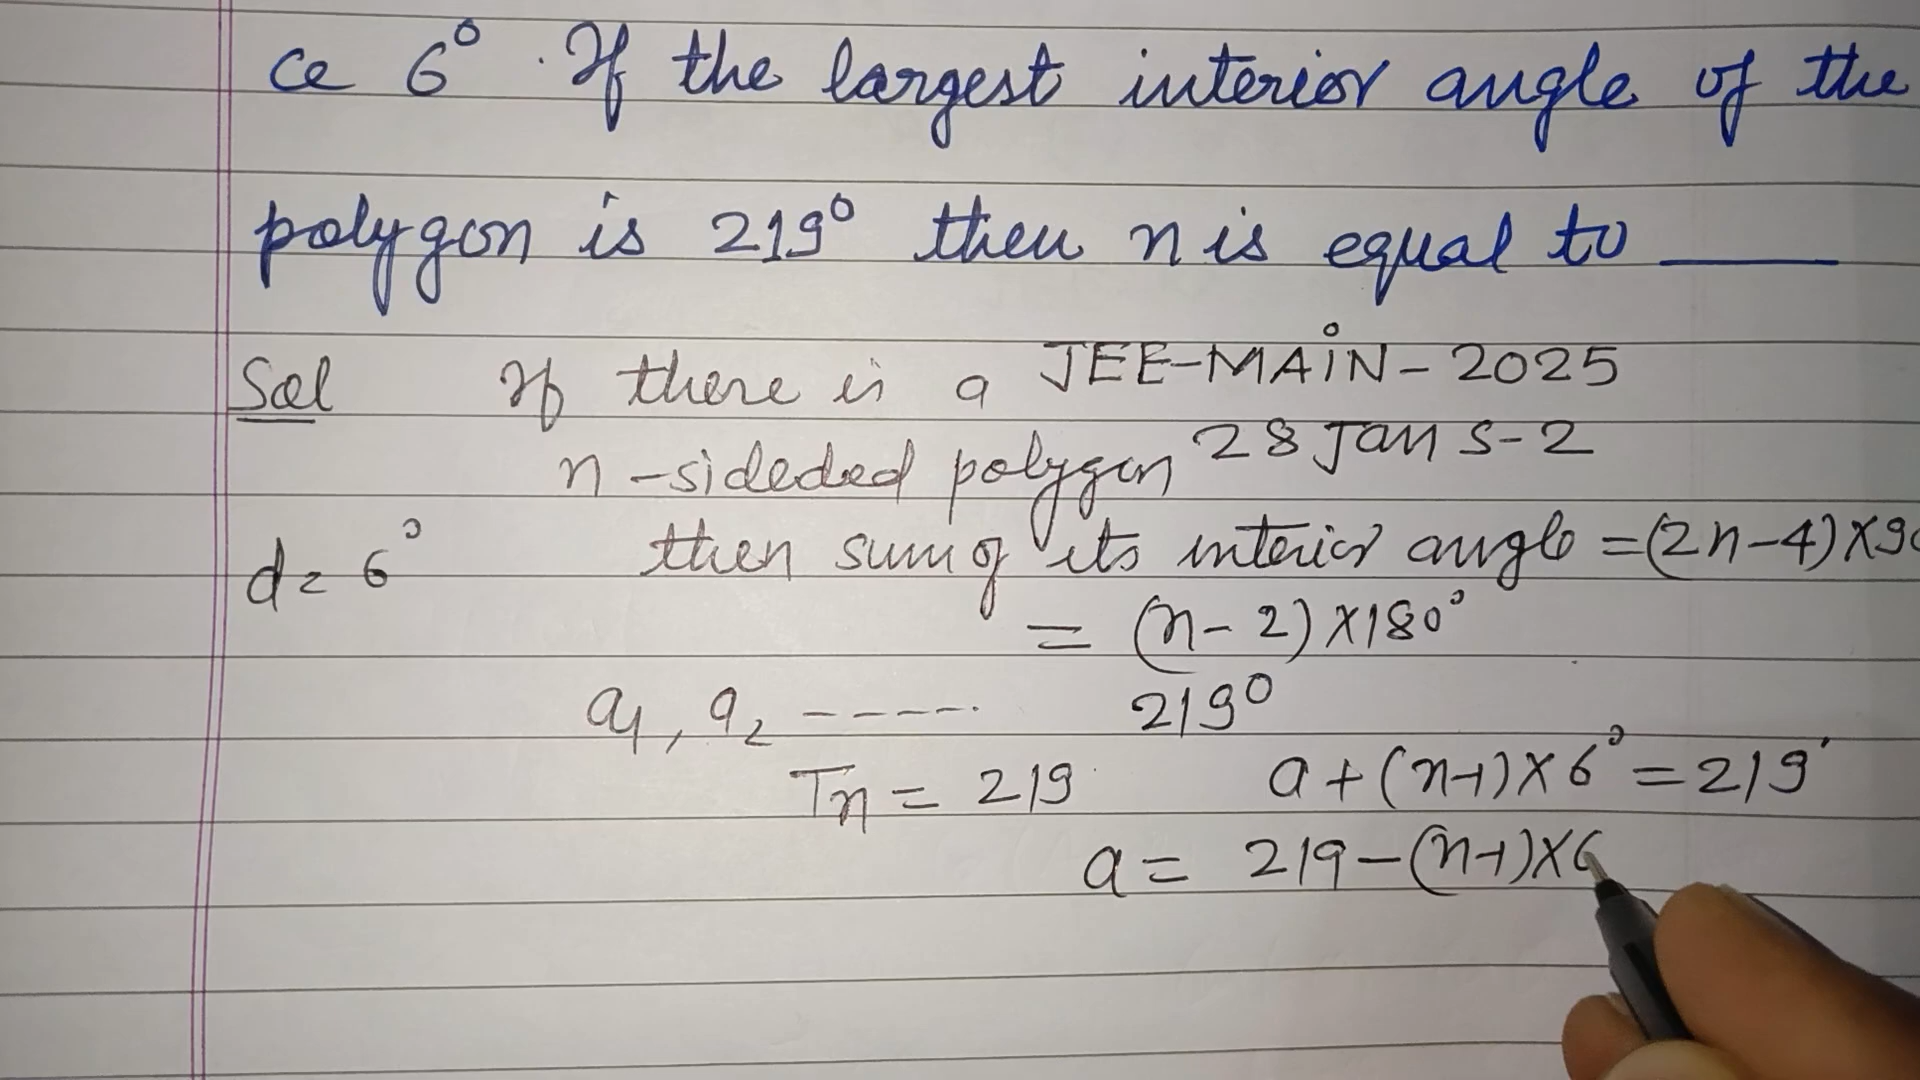 ce 6° . If the largest interior angle of the
polygon is 219° then n is equal to ____
Sol If there is a JEE-MAIN-2025
n-sideded polygon 28 Jan S-2
d = 6° then sum of its interior angle = (2n-4)×90
= (n-2)×180°
a₁, a₂ ------ 219°
Tn = 219 a+(n-1)×6° = 219°
a = 219-(n-1)×6